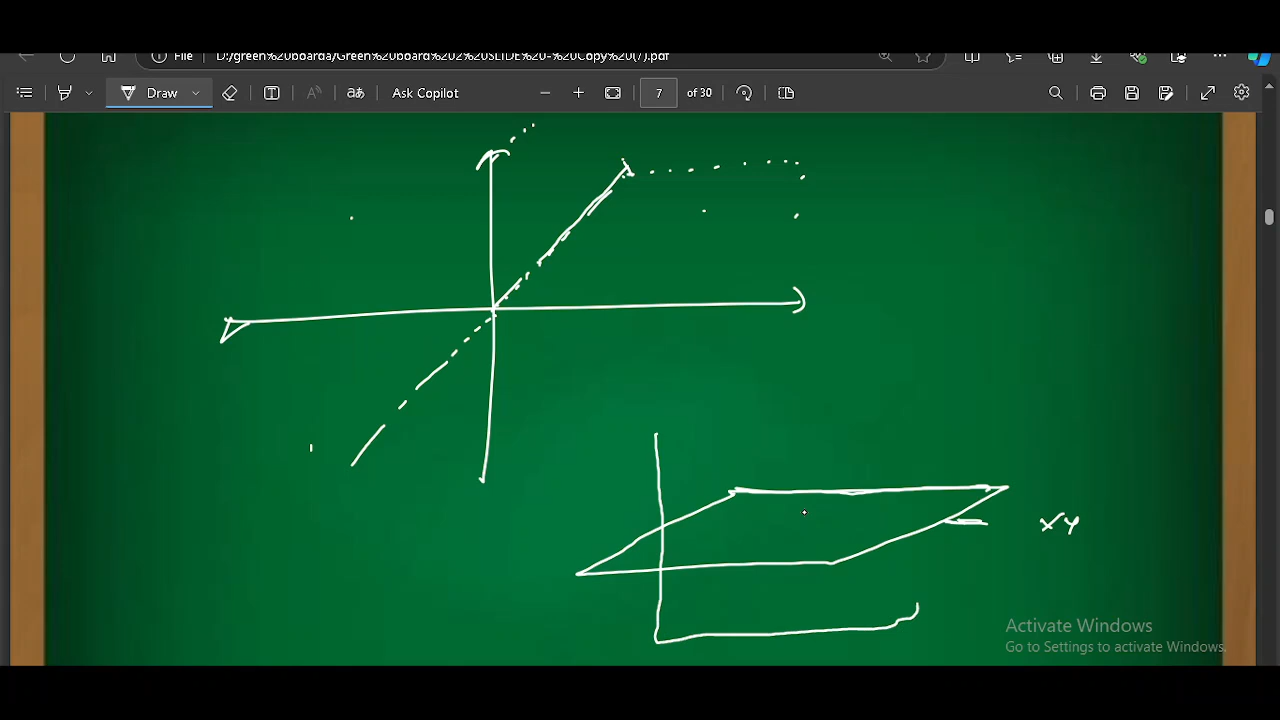 File D:/green%20boarda/Green%20board%202%20SLIDE%20-%20Copy%20(7).pdf
Draw Ask Copilot 7 of 30
XY
Activate Windows
Go to Settings to activate Windows.